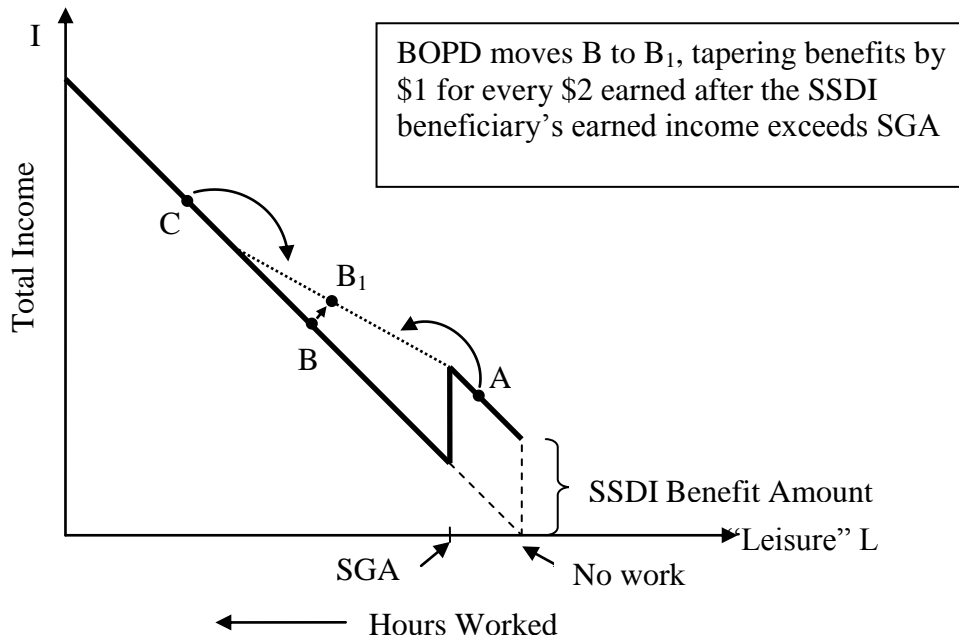 I
BOPD moves B to B₁, tapering benefits by
$1 for every $2 earned after the SSDI
beneficiary's earned income exceeds SGA
Total Income
C
B₁
B
A
SSDI Benefit Amount
"Leisure" L
SGA
No work
Hours Worked